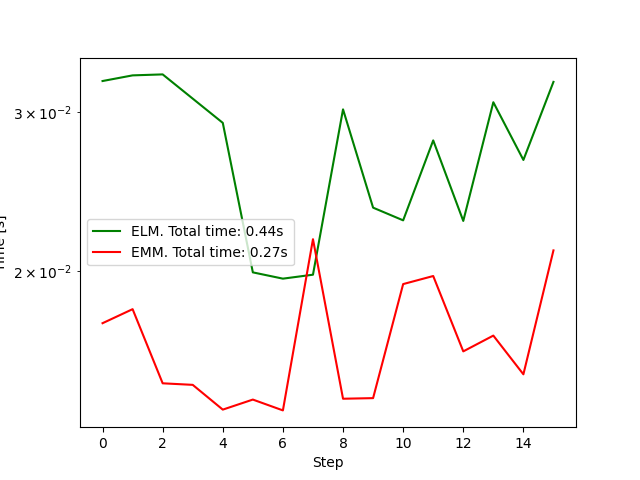 3 × 10⁻²
2 × 10⁻²
ELM. Total time: 0.44s
EMM. Total time: 0.27s
0 2 4 6 8 10 12 14
Step